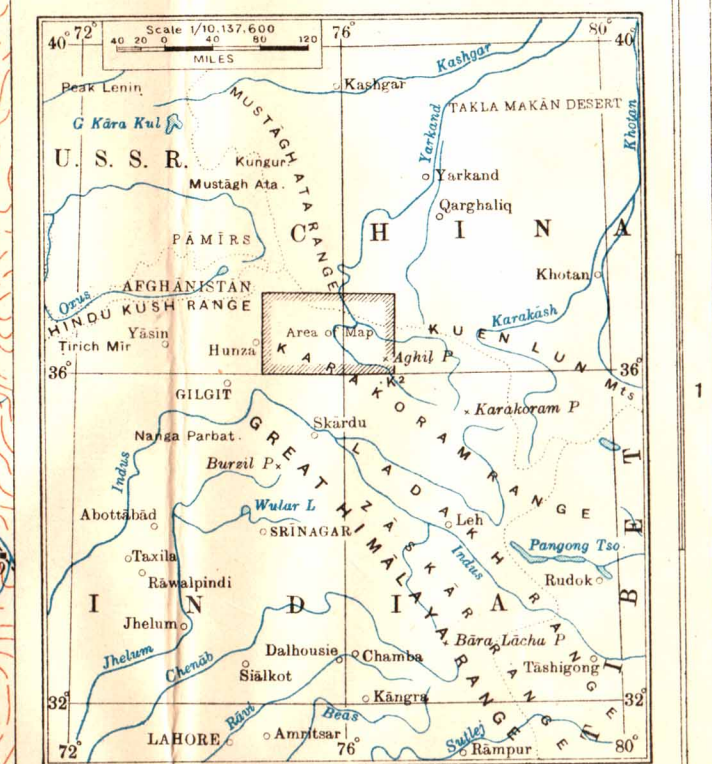 Scale 1/10.137.600
40 20 0 40 80 120
MILES
40° 72° 76° 80° 40°
Peak Lenin
Kashgar
Kashgar
G Kāra Kul
MUSTĀGH ATA RANGE
TAKLA MAKĀN DESERT
Khotan
Yarkand
U. S. S. R.
Kungur
Mustāgh Ata
Yarkand
Qarghaliq
CHINA
PĀMĪRS
Khotan
AFGHĀNISTĀN
Oxus
HINDU KUSH RANGE
Karakāsh
Yāsin
Area of Map
KUEN LUN Mts
Tirich Mir
Hunza
Aghil P
36° 36°
K²
1
GILGIT
KARAKORAM RANGE
Karakoram P
Skārdu
Nanga Parbat
GREAT HIMALAYA RANGE
LADAKH RANGE
Indus
Burzil P
TIBET
Abottābād
Wular L
ZĀSKĀR RANGE
Leh
SRĪNAGAR
Pangong Tso
Taxila
Indus
Rudok
Rāwalpindi
INDIA
Jhelum
Jhelum
Chenāb
Dalhousie
Chamba
Bāra Lācha P
Siālkot
Tāshigong
Kāngra
32° 32°
Rāvi
Beas
LAHORE
Amritsar
Sutlej
Rāmpur
72° 76° 80°